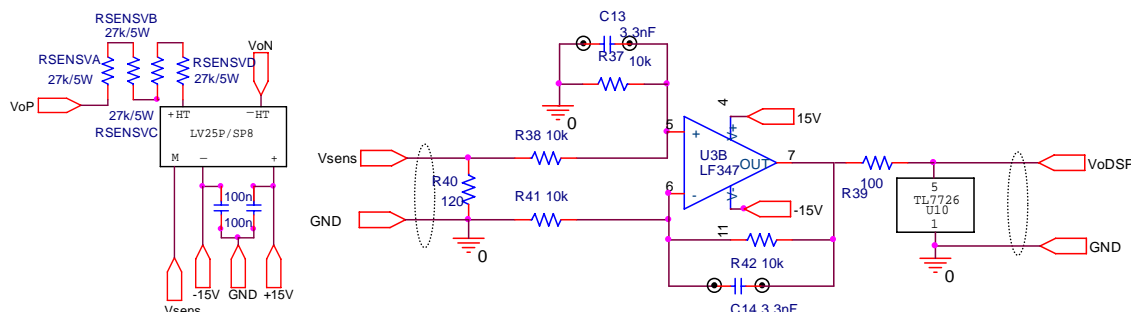 RSENSVB
27k/5W
RSENSVA
27k/5W
VoN
RSENSVD
27k/5W
VoP
27k/5W
RSENSVC
+HT
-HT
LV25P/SP8
M
-
+
100n
100n
Vsens
-15V
GND
+15V
C13
3.3nF
R37
10k
0
Vsens
R38 10k
R40
120
GND
R41 10k
0
5
+
4
V+
15V
U3B
LF347
OUT
7
6
-
V-
11
-15V
R42 10k
C14 3.3nF
R39
100
VoDSP
5
TL7726
U10
1
GND
0